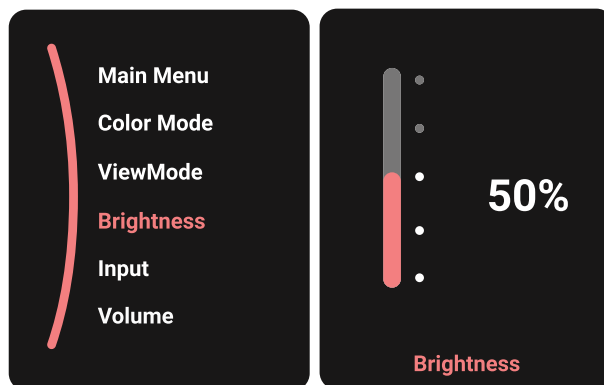 Main Menu
Color Mode
ViewMode
Brightness
Input
Volume
50%
Brightness